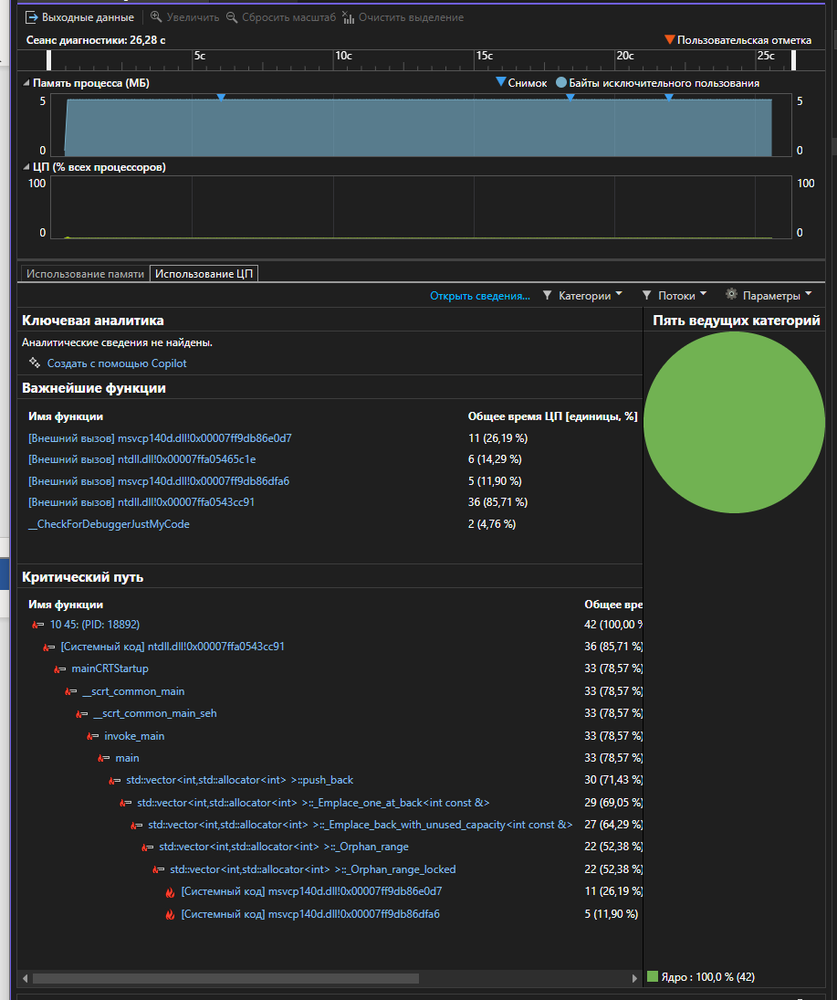 Выходные данные Увеличить Сбросить масштаб Очистить выделение
Сеанс диагностики: 26,28 с Пользовательская отметка
5с 10с 15с 20с 25с
Память процесса (МБ) Снимок Байты исключительного пользования
5 5
0 0
ЦП (% всех процессоров)
100 100
0 0
Использование памяти Использование ЦП
Открыть сведения... Категории Потоки Параметры
Ключевая аналитика Пять ведущих категорий
Аналитические сведения не найдены.
Создать с помощью Copilot
Важнейшие функции
Имя функции Общее время ЦП [единицы, %]
[Внешний вызов] msvcp140d.dll!0x00007ff9db86e0d7 11 (26,19 %)
[Внешний вызов] ntdll.dll!0x00007ffa05465c1e 6 (14,29 %)
[Внешний вызов] msvcp140d.dll!0x00007ff9db86dfa6 5 (11,90 %)
[Внешний вызов] ntdll.dll!0x00007ffa0543cc91 36 (85,71 %)
__CheckForDebuggerJustMyCode 2 (4,76 %)
Критический путь
Имя функции Общее вре
10 45: (PID: 18892) 42 (100,00 %
[Системный код] ntdll.dll!0x00007ffa0543cc91 36 (85,71 %)
mainCRTStartup 33 (78,57 %)
__scrt_common_main 33 (78,57 %)
__scrt_common_main_seh 33 (78,57 %)
invoke_main 33 (78,57 %)
main 33 (78,57 %)
std::vector<int,std::allocator<int> >::push_back 30 (71,43 %)
std::vector<int,std::allocator<int> >::_Emplace_one_at_back<int const &> 29 (69,05 %)
std::vector<int,std::allocator<int> >::_Emplace_back_with_unused_capacity<int const &> 27 (64,29 %)
std::vector<int,std::allocator<int> >::_Orphan_range 22 (52,38 %)
std::vector<int,std::allocator<int> >::_Orphan_range_locked 22 (52,38 %)
[Системный код] msvcp140d.dll!0x00007ff9db86e0d7 11 (26,19 %)
[Системный код] msvcp140d.dll!0x00007ff9db86dfa6 5 (11,90 %)
Ядро : 100,0 % (42)